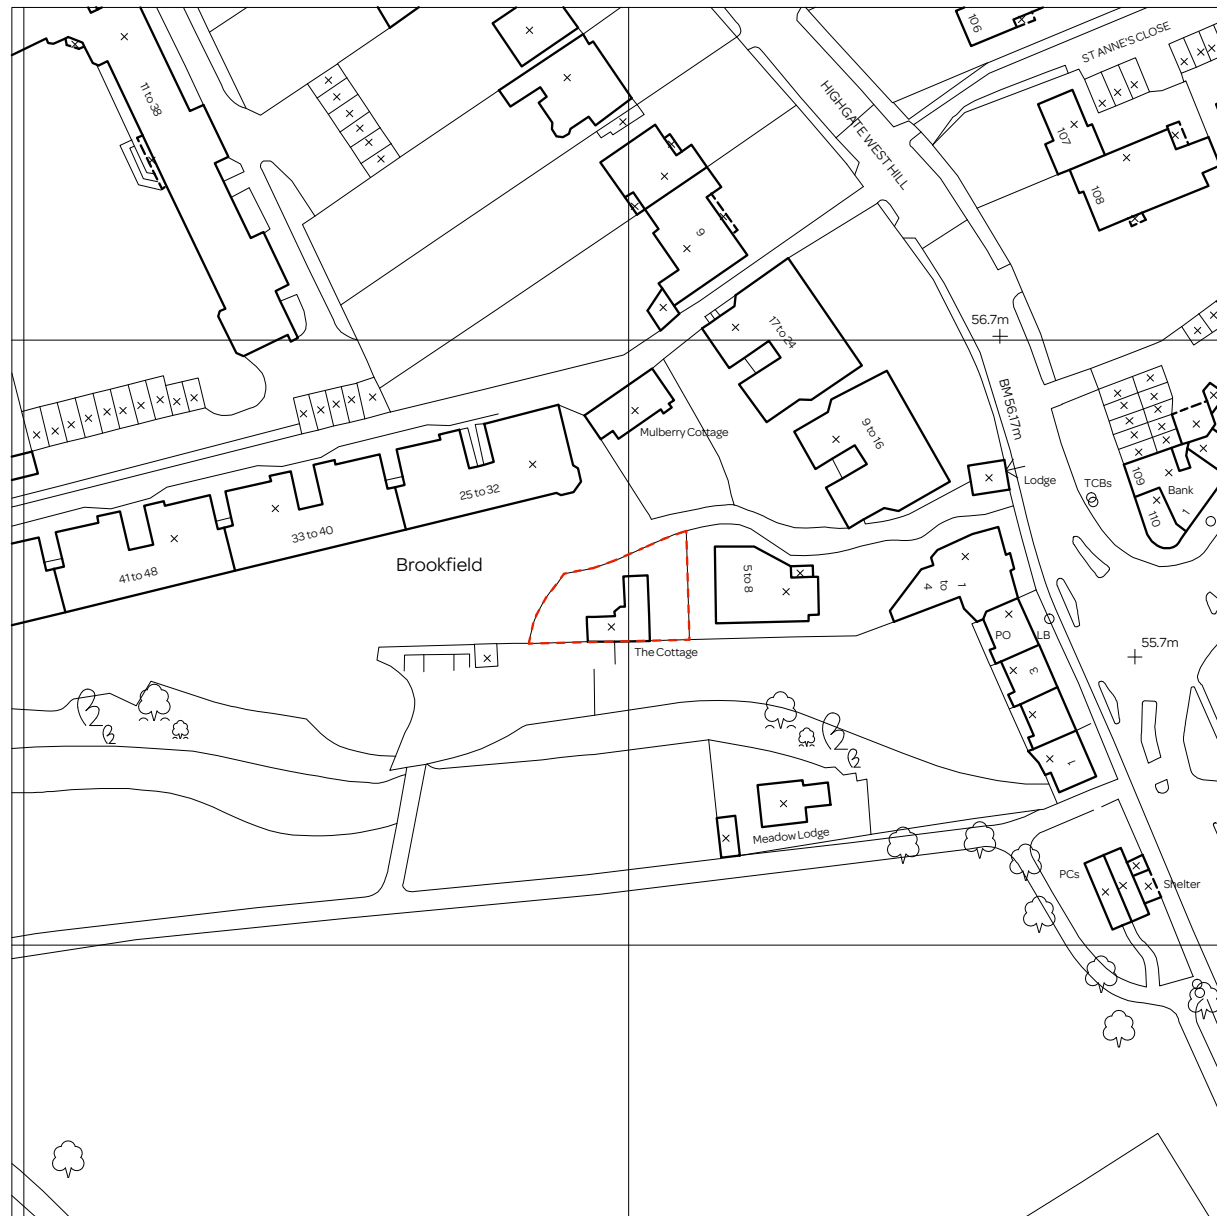 106
ST ANNE'S CLOSE
11 to 38
HIGHGATE WEST HILL
107
108
9
56.7m
17 to 24
BM 56.17m
Mulberry Cottage
9 to 16
Lodge
TCBs
109
Bank
1
110
25 to 32
33 to 40
41 to 48
Brookfield
5 to 8
1
to
4
PO
LB
The Cottage
55.7m
3
1
Meadow Lodge
PCs
Shelter